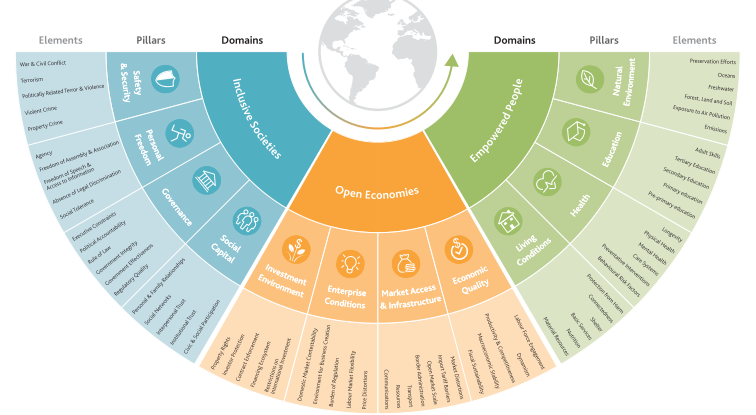 Elements
Pillars
Domains
Domains
Pillars
Elements
Inclusive Societies
Safety
& Security
War & Civil Conflict
Terrorism
Politically Related Terror & Violence
Violent Crime
Property Crime
Personal
Freedom
Agency
Freedom of Assembly & Association
Freedom of Speech &
Access to Information
Absence of Legal Discrimination
Social Tolerance
Governance
Executive Constraints
Political Accountability
Rule of Law
Government Integrity
Government Effectiveness
Regulatory Quality
Social
Capital
Personal & Family Relationships
Social Networks
Interpersonal Trust
Institutional Trust
Civic & Social Participation
Open Economies
Investment
Environment
Property Rights
Investor Protection
Contract Enforcement
Financing Ecosystem
Restrictions on
International Investment
Enterprise
Conditions
Domestic Market Contestability
Environment for Business Creation
Burden of Regulation
Labour Market Flexibility
Price Distortions
Market Access
& Infrastructure
Communications
Resources
Transport
Border Administration
Open Market Scale
Import Tariff Barriers
Market Distortions
Economic
Quality
Fiscal Sustainability
Macroeconomic Stability
Productivity & Competitiveness
Dynamism
Labour Force Engagement
Empowered People
Living
Conditions
Material Resources
Nutrition
Basic Services
Shelter
Connectedness
Protection from Harm
Health
Behavioural Risk Factors
Preventative Interventions
Care Systems
Mental Health
Physical Health
Longevity
Education
Pre-primary education
Primary education
Secondary Education
Tertiary Education
Adult Skills
Natural
Environment
Emissions
Exposure to Air Pollution
Forest, Land and Soil
Freshwater
Oceans
Preservation Efforts